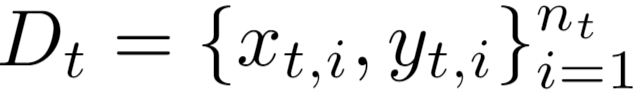 $D_t = \{x_{t,i}, y_{t,i}\}_{i=1}^{n_t}$